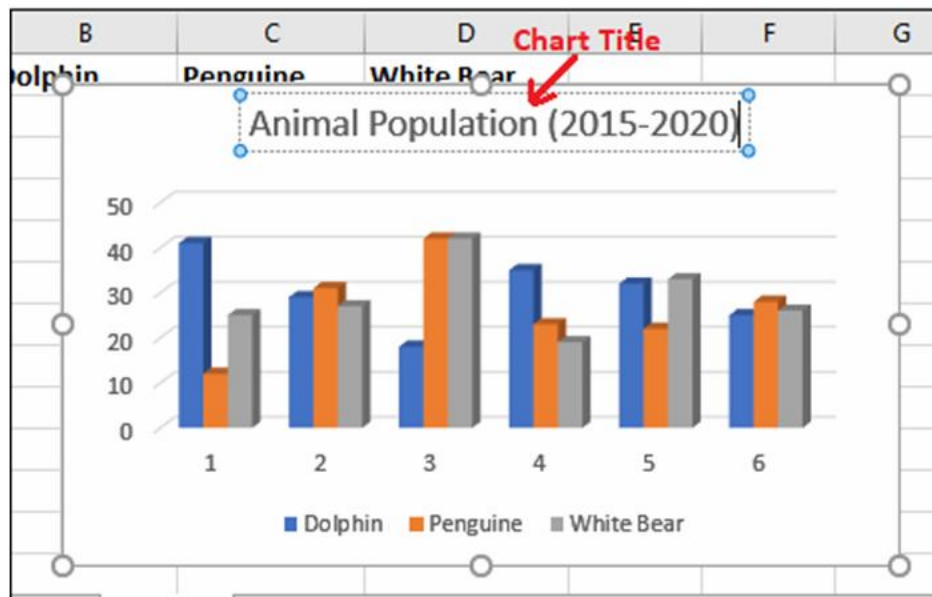 B C D E F G
Chart Title
Dolphin Penguine White Bear
Animal Population (2015-2020)
50
40
30
20
10
0
1 2 3 4 5 6
Dolphin Penguine White Bear